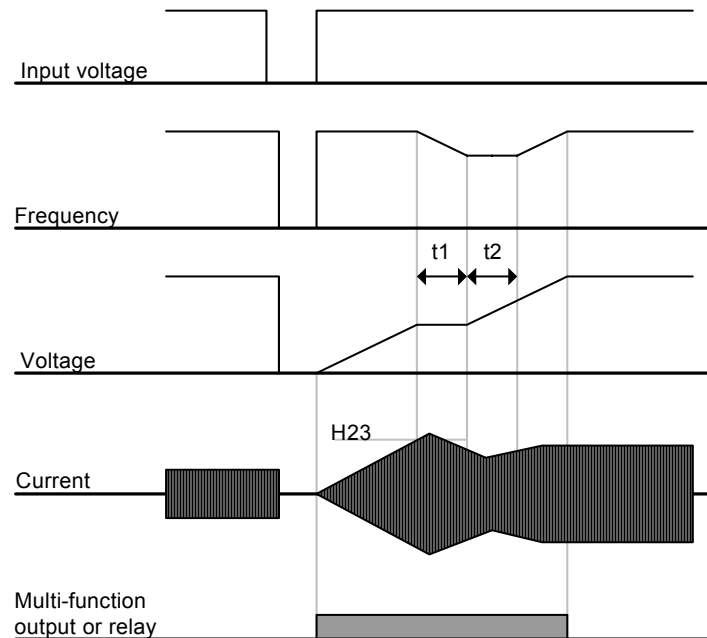 Input voltage
Frequency
t1 t2
Voltage
H23
Current
Multi-function
output or relay